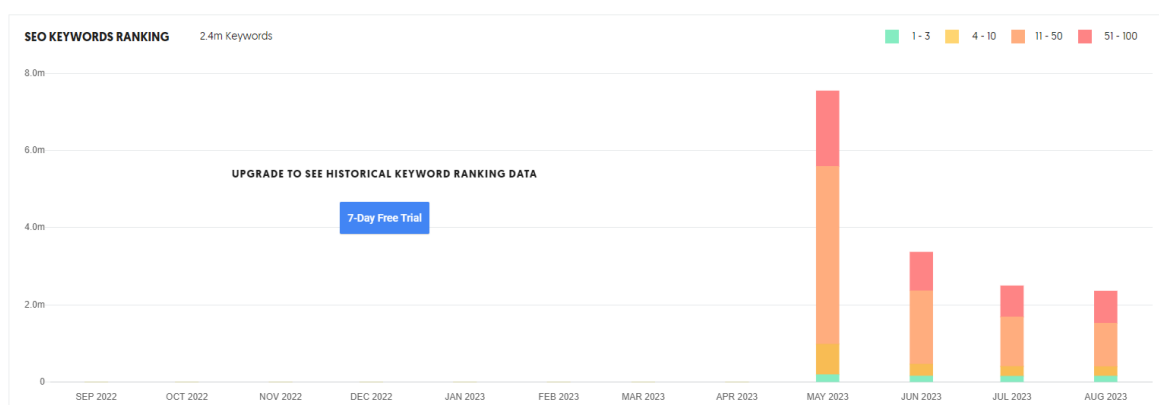 SEO KEYWORDS RANKING 2.4m Keywords 1 - 3 4 - 10 11 - 50 51 - 100
8.0m
6.0m
UPGRADE TO SEE HISTORICAL KEYWORD RANKING DATA
7-Day Free Trial
4.0m
2.0m
0
SEP 2022 OCT 2022 NOV 2022 DEC 2022 JAN 2023 FEB 2023 MAR 2023 APR 2023 MAY 2023 JUN 2023 JUL 2023 AUG 2023